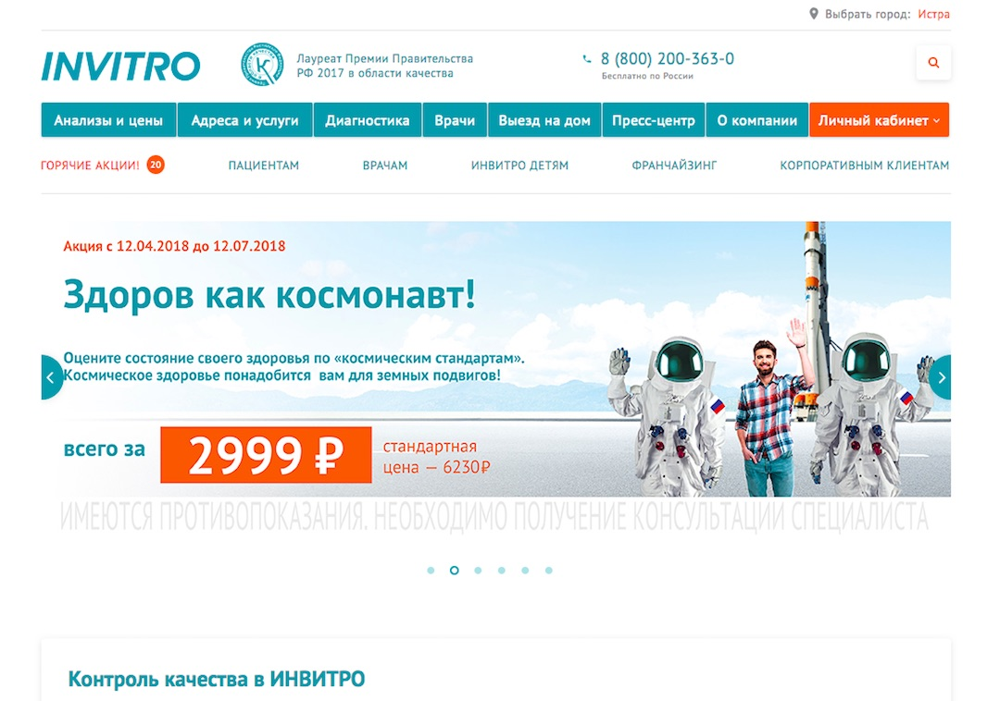 Выбрать город: Истра
INVITRO
Лауреат Премии Правительства
РФ 2017 в области качества
8 (800) 200-363-0
Бесплатно по России
Анализы и цены Адреса и услуги Диагностика Врачи Выезд на дом Пресс-центр О компании Личный кабинет
ГОРЯЧИЕ АКЦИИ! 20 ПАЦИЕНТАМ ВРАЧАМ ИНВИТРО ДЕТЯМ ФРАНЧАЙЗИНГ КОРПОРАТИВНЫМ КЛИЕНТАМ
Акция с 12.04.2018 до 12.07.2018
Здоров как космонавт!
Оцените состояние своего здоровья по «космическим стандартам».
Космическое здоровье понадобится вам для земных подвигов!
всего за 2999 ₽
стандартная
цена — 6230₽
ИМЕЮТСЯ ПРОТИВОПОКАЗАНИЯ. НЕОБХОДИМО ПОЛУЧЕНИЕ КОНСУЛЬТАЦИИ СПЕЦИАЛИСТА
Контроль качества в ИНВИТРО